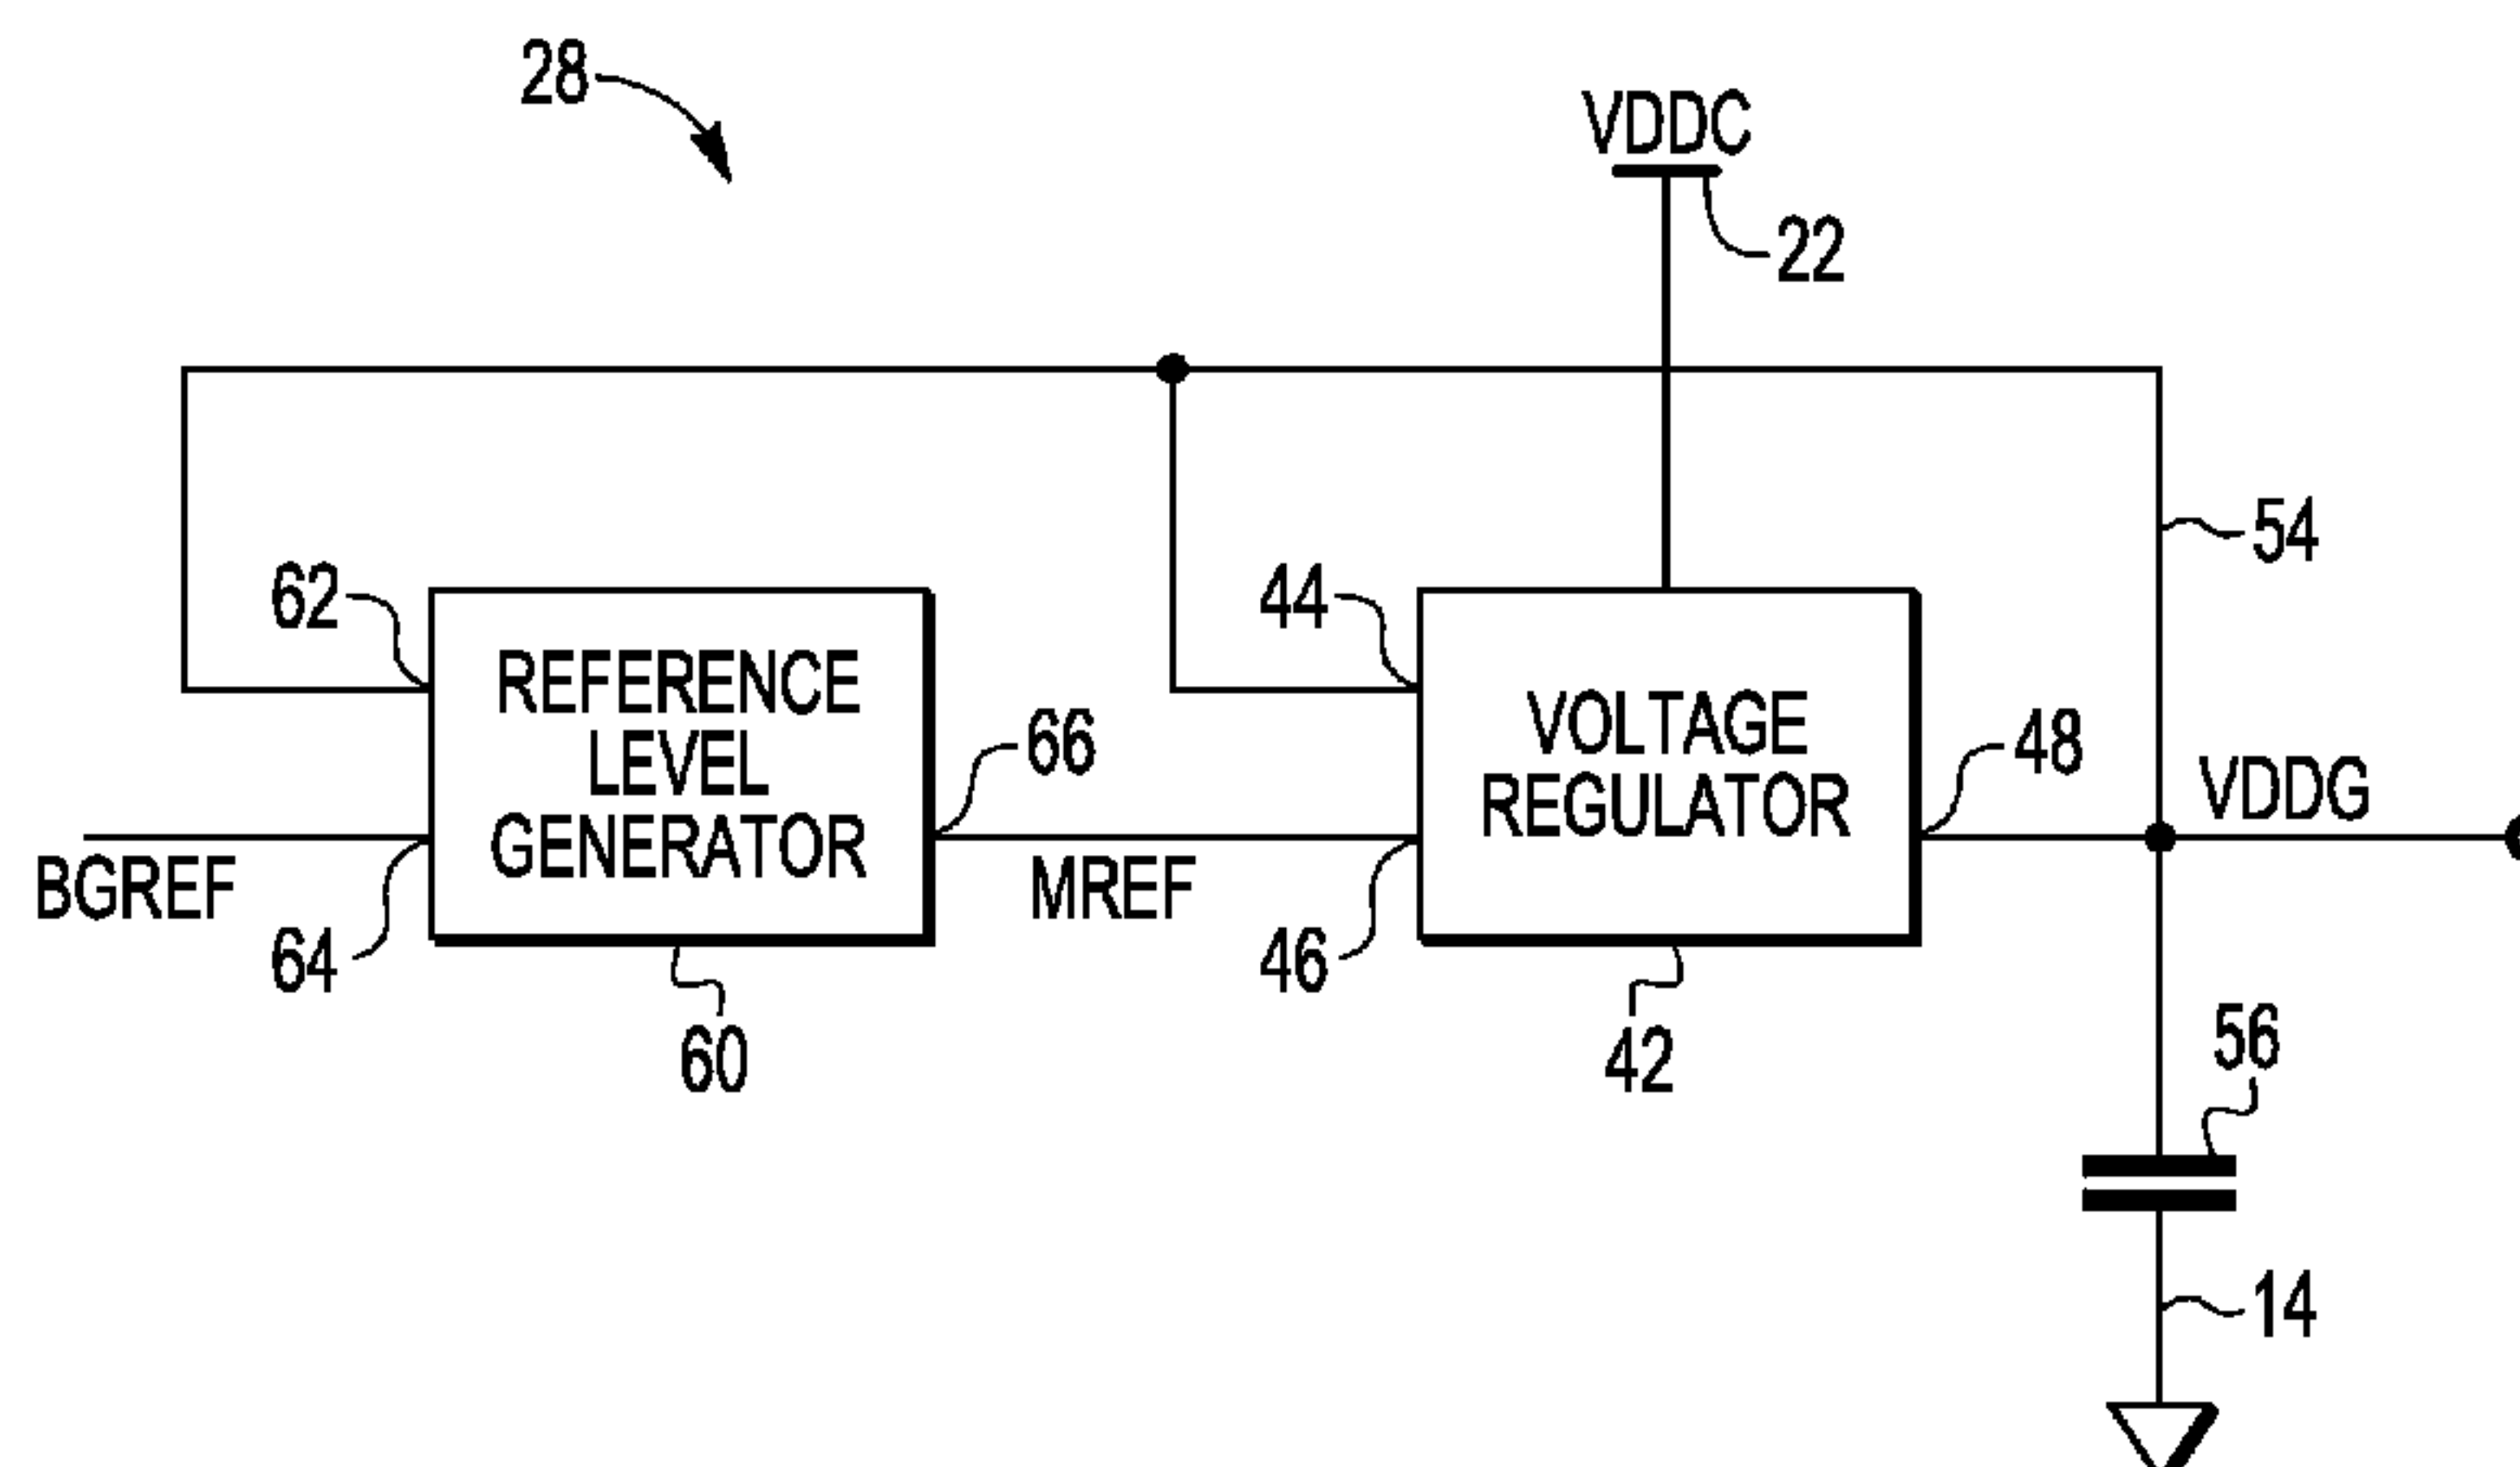 28
VDDC
22
54
62
44
REFERENCE
LEVEL
GENERATOR
66
VOLTAGE
REGULATOR
48
VDDG
BGREF
MREF
64
46
60
42
56
14